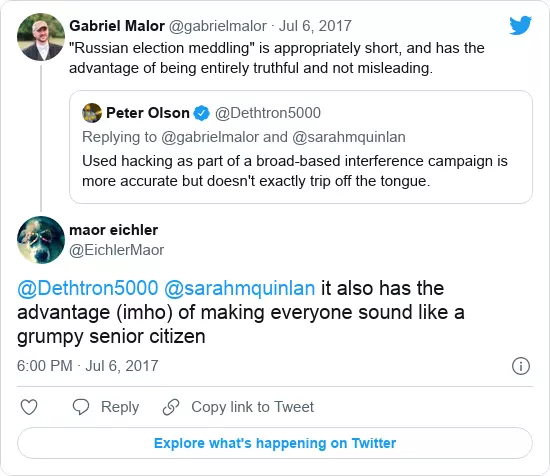 Gabriel Malor @gabrielmalor · Jul 6, 2017
"Russian election meddling" is appropriately short, and has the
advantage of being entirely truthful and not misleading.
Peter Olson @Dethtron5000
Replying to @gabrielmalor and @sarahmquinlan
Used hacking as part of a broad-based interference campaign is
more accurate but doesn't exactly trip off the tongue.
maor eichler
@EichlerMaor
@Dethtron5000 @sarahmquinlan it also has the
advantage (imho) of making everyone sound like a
grumpy senior citizen
6:00 PM · Jul 6, 2017
Reply Copy link to Tweet
Explore what's happening on Twitter